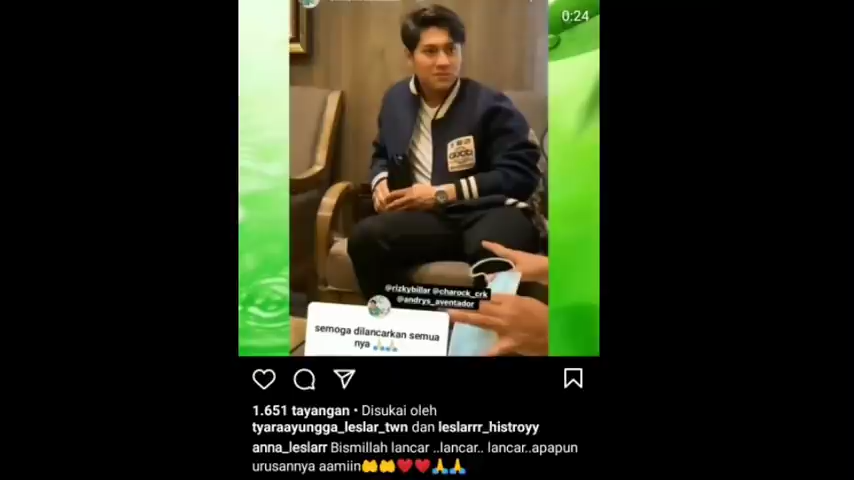 0:24
GUCCI
@rizkybillar @charock_crk
@andrys_aventador
semoga dilancarkan semua
nya 🙏🙏
1.651 tayangan • Disukai oleh
tyaraayungga_leslar_twn dan leslarrr_histroyy
anna_leslarr Bismillah lancar ..lancar.. lancar..apapun
urusannya aamiin🤲🤲❤️❤️🙏🙏